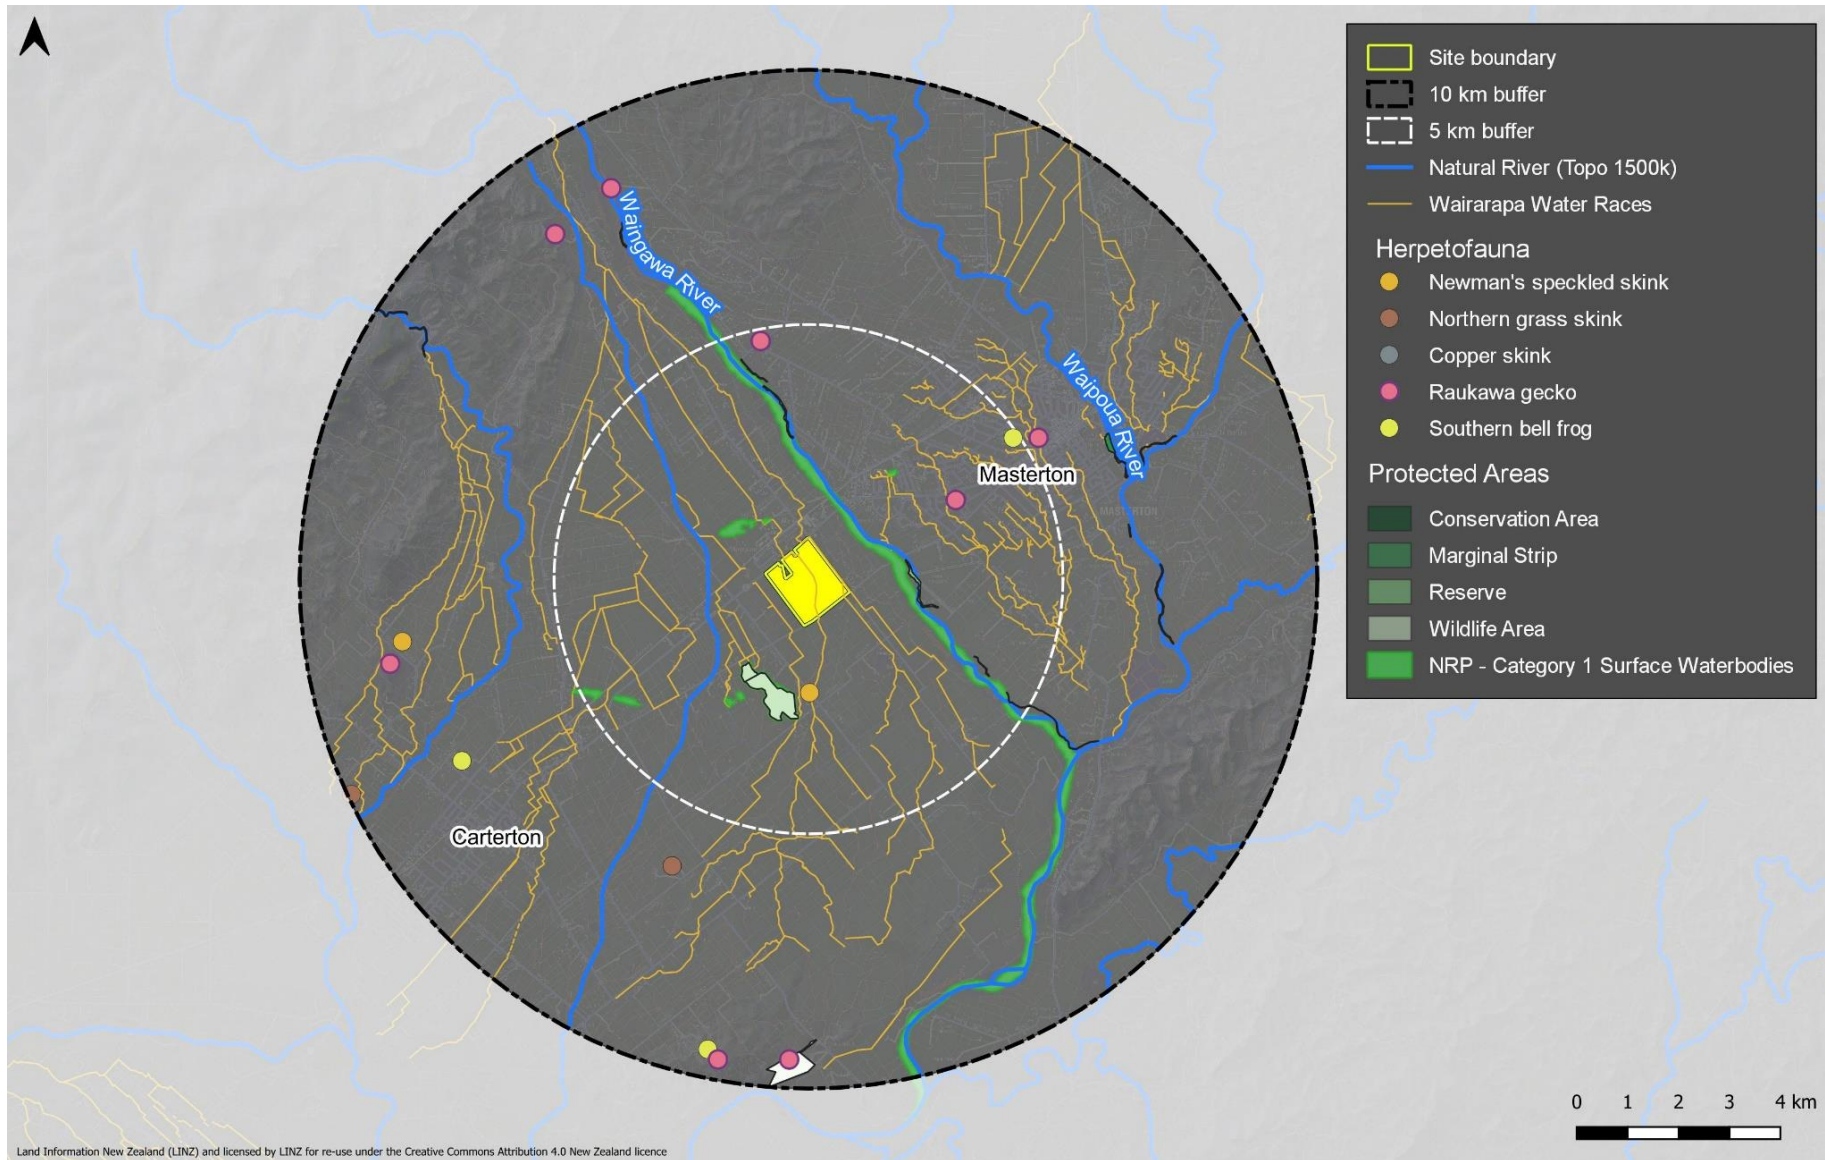 Site boundary
10 km buffer
5 km buffer
Natural River (Topo 1500k)
Wairarapa Water Races
Herpetofauna
Newman's speckled skink
Northern grass skink
Copper skink
Raukawa gecko
Southern bell frog
Protected Areas
Conservation Area
Marginal Strip
Reserve
Wildlife Area
NRP - Category 1 Surface Waterbodies
Waingawa River
Waipoua River
Masterton
MASTERTON
Carterton
0 1 2 3 4 km
Land Information New Zealand (LINZ) and licensed by LINZ for re-use under the Creative Commons Attribution 4.0 New Zealand licence